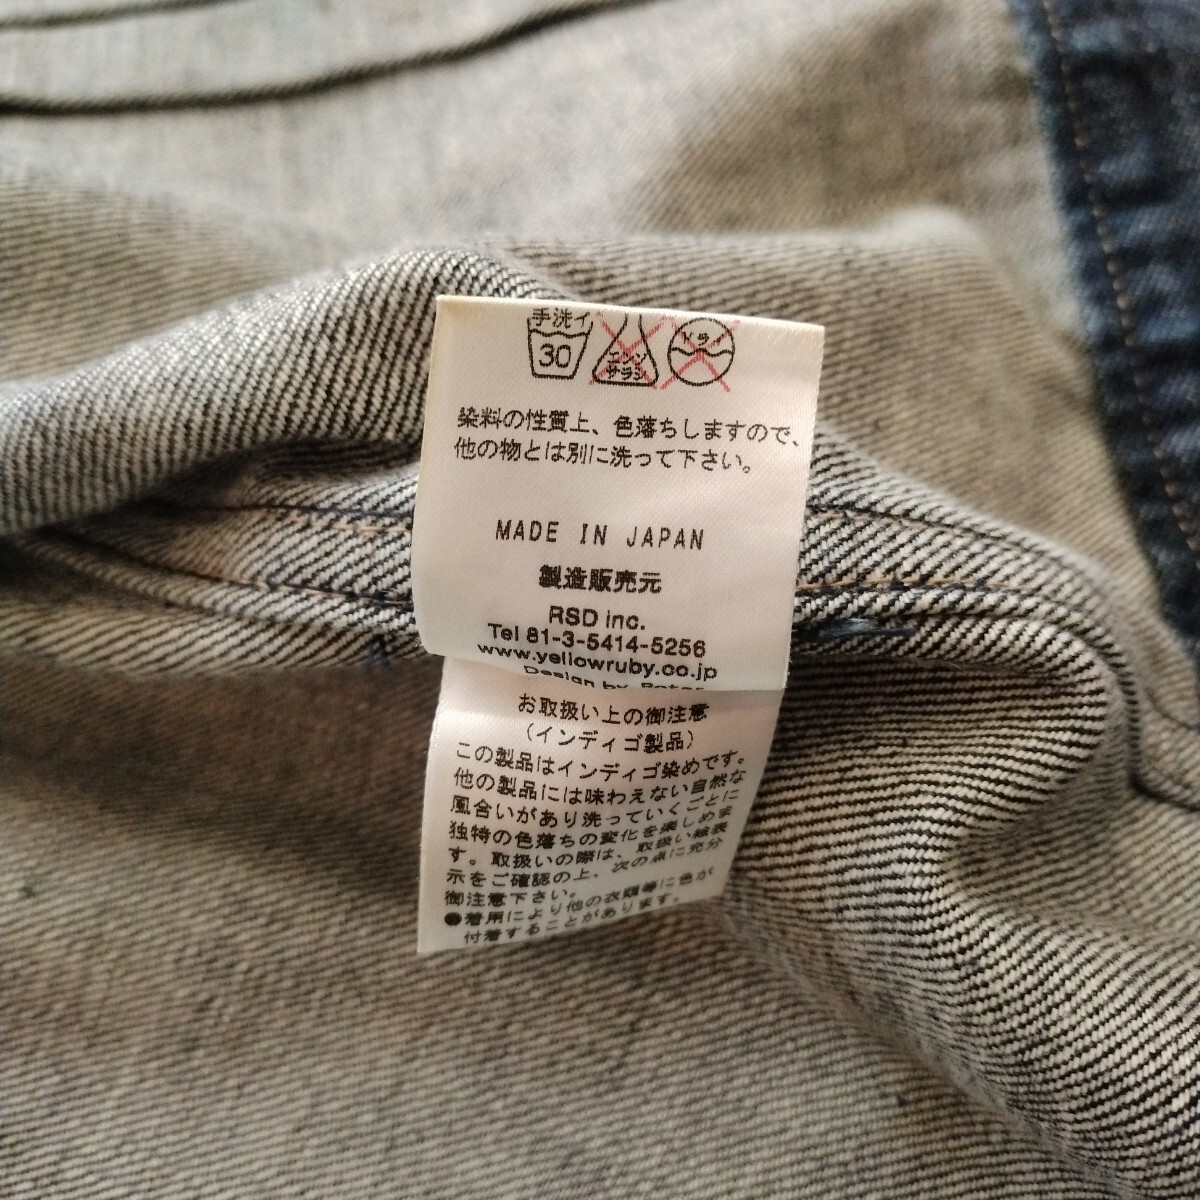 手洗イ
30
エンソ
サラシ
ドライ
染料の性質上、色落ちしますので、
他の物とは別に洗って下さい。
MADE IN JAPAN
製造販売元
RSD inc.
Tel 81-3-5414-5256
www.yellowruby.co.jp
Design by
お取扱い上の御注意
（インディゴ製品）
この製品はインディゴ染めです。
他の製品には味わえない自然な
風合いがあり洗っていくごとに
独特の色落ちの変化を楽しめま
す。取扱いの際は、取扱い絵表
示をご確認の上、次の点に充分
御注意下さい。
●着用により他の衣類等に色が
付着することがあります。